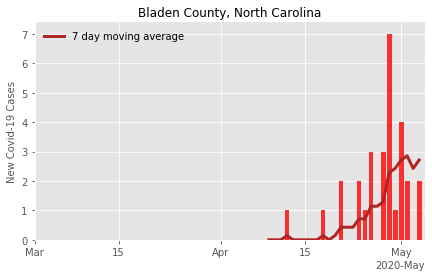 Bladen County, North Carolina
7 day moving average
New Covid-19 Cases
7
6
5
4
3
2
1
0
Mar 15 Apr 15 May
2020-May